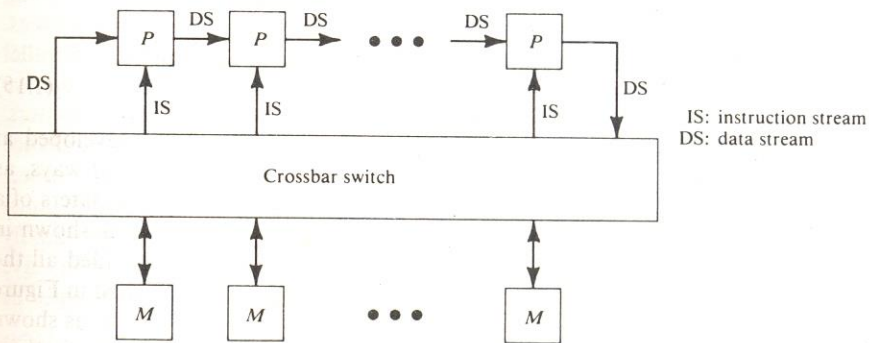 DS DS DS
P P P
DS DS
IS IS IS
IS: instruction stream
DS: data stream
Crossbar switch
M M M